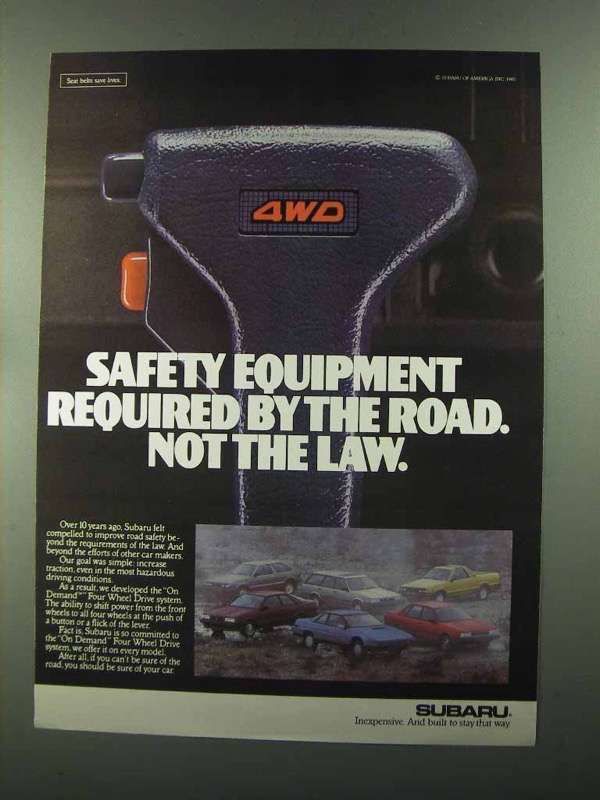 Seat belts save lives.
© SUBARU OF AMERICA INC.
4WD
SAFETY EQUIPMENT
REQUIRED BY THE ROAD.
NOT THE LAW.
Over 10 years ago, Subaru felt
compelled to improve road safety be-
yond the requirements of the law. And
beyond the efforts of other car makers.
Our goal was simple: increase
traction, even in the most hazardous
driving conditions.
As a result, we developed the "On
Demand™" Four Wheel Drive system.
The ability to shift power from the front
wheels to all four wheels at the push of
a button or a flick of the lever.
Fact is, Subaru is so committed to
the "On Demand" Four Wheel Drive
system, we offer it on every model.
After all, if you can't be sure of the
road, you should be sure of your car.
SUBARU®
Inexpensive. And built to stay that way.